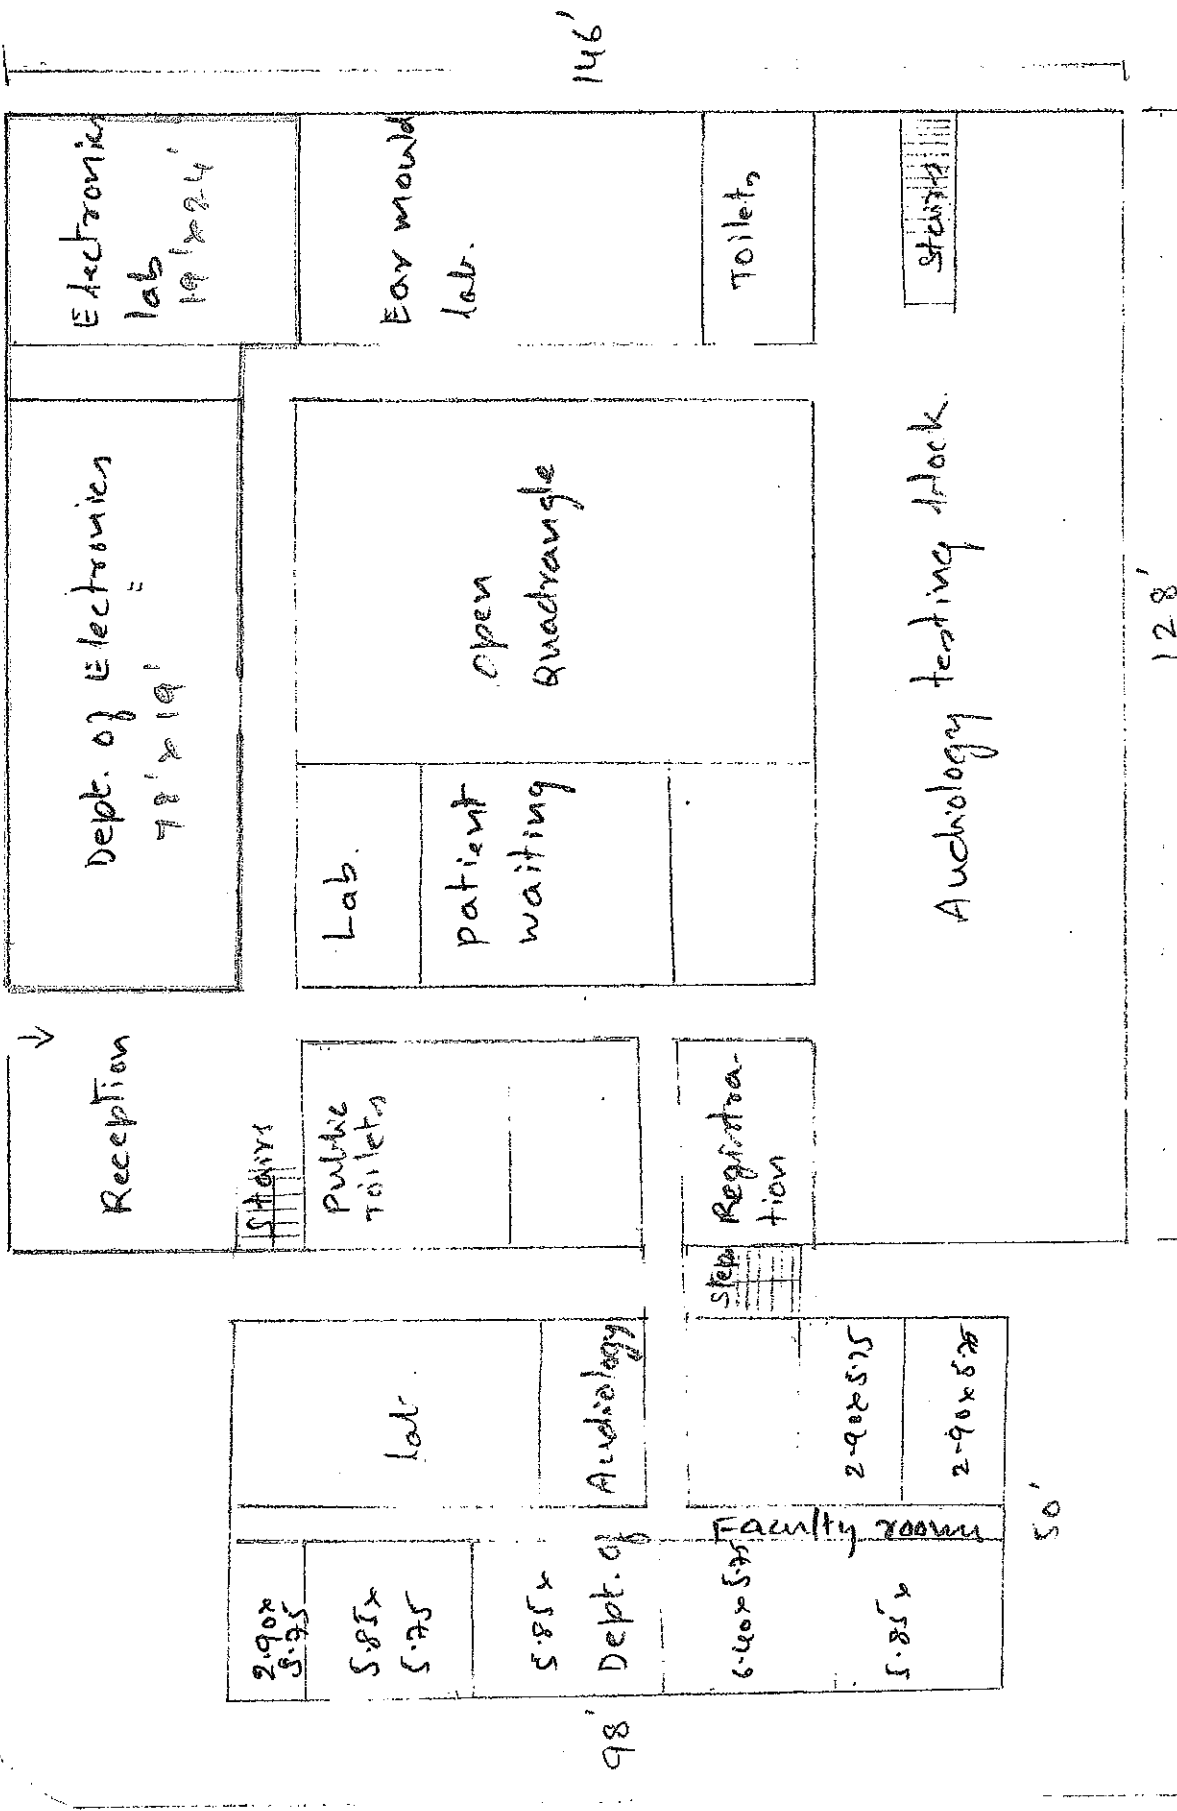 146'
Electronics
lab
19'x24'
Ear mould
lab.
Toilets
Stairs
Dept. of Electronics
78'x19'
open
Quadrangle
Lab.
patient
waiting
Audiology testing block.
128'
Reception
Stairs
Public
Toilets
Registra-
tion
Step
lab.
Audiology
2.90x5.75
2.90x5.75
Faculty rooms
50'
2.90x
5.75
5.85x
5.75
5.85x
Dept. of
6.40x5.75
5.85x
98'